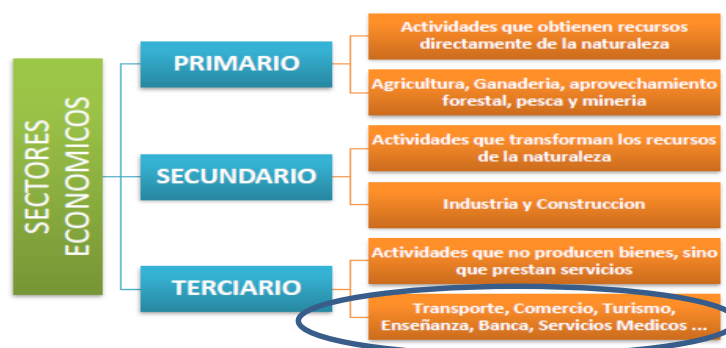 SECTORES
ECONOMICOS
PRIMARIO
Actividades que obtienen recursos
directamente de la naturaleza
Agricultura, Ganaderia, aprovechamiento
forestal, pesca y mineria
SECUNDARIO
Actividades que transforman los recursos
de la naturaleza
Industria y Construccion
TERCIARIO
Actividades que no producen bienes, sino
que prestan servicios
Transporte, Comercio, Turismo,
Enseñanza, Banca, Servicios Medicos ...